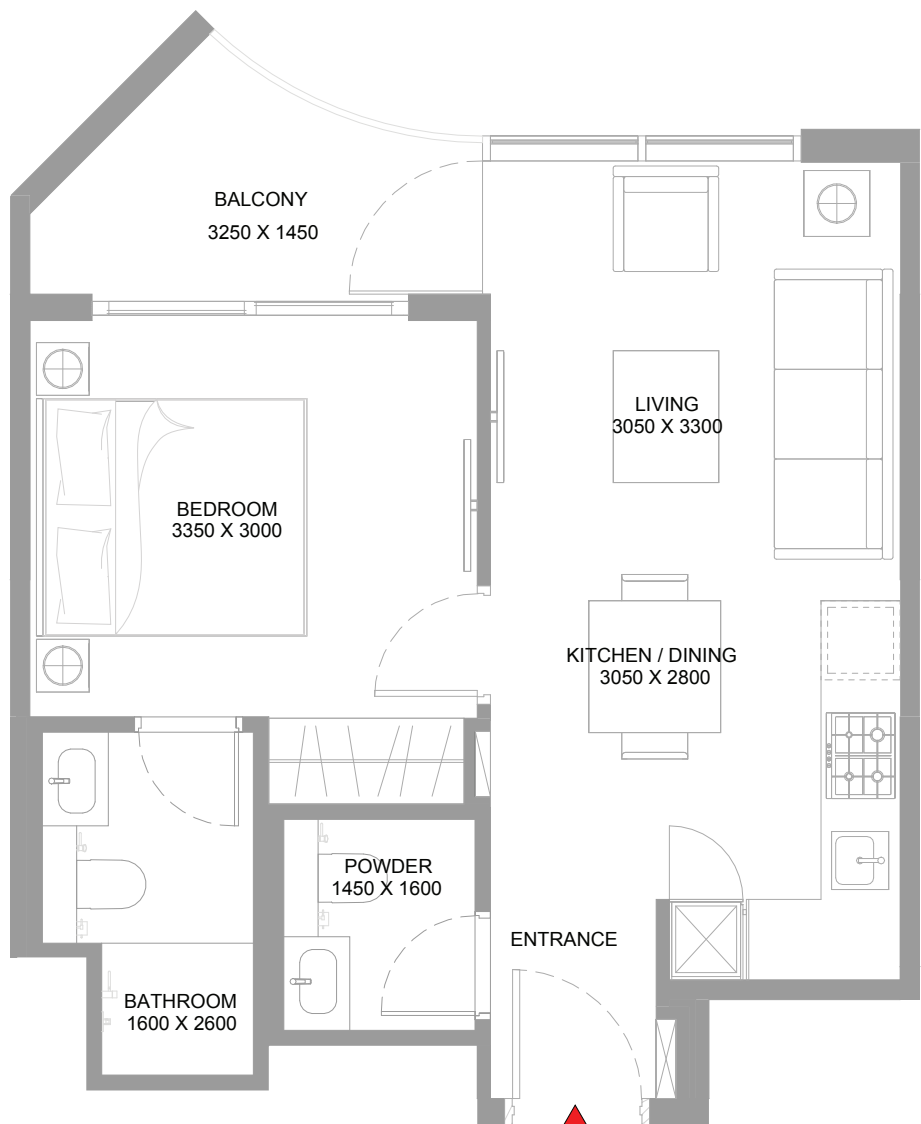 BALCONY
3250 X 1450
LIVING
3050 X 3300
BEDROOM
3350 X 3000
KITCHEN / DINING
3050 X 2800
POWDER
1450 X 1600
ENTRANCE
BATHROOM
1600 X 2600